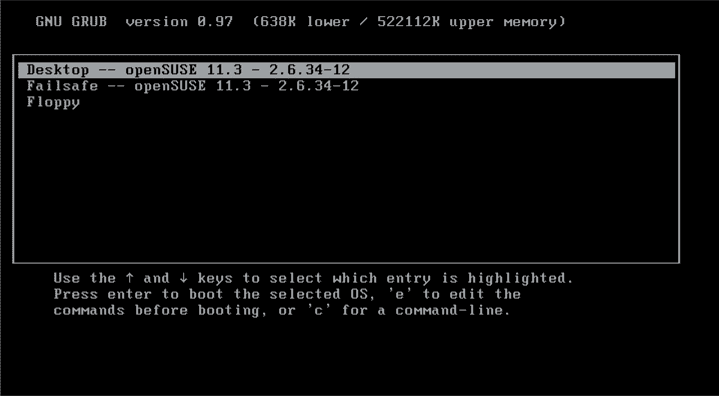 GNU GRUB  version 0.97  (638K lower / 522112K upper memory)
Desktop -- openSUSE 11.3 - 2.6.34-12
Failsafe -- openSUSE 11.3 - 2.6.34-12
Floppy
Use the ↑ and ↓ keys to select which entry is highlighted.
Press enter to boot the selected OS, 'e' to edit the
commands before booting, or 'c' for a command-line.